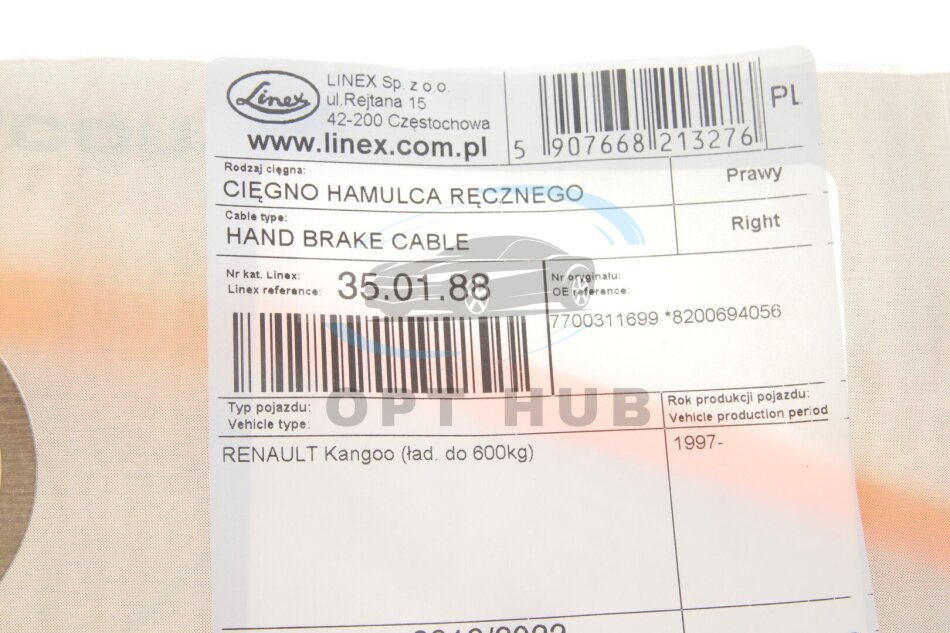 Linex
LINEX Sp. z o.o.
ul.Rejtana 15
42-200 Częstochowa
www.linex.com.pl
5 907668 213276
PL
Rodzaj cięgna:
CIĘGNO HAMULCA RĘCZNEGO
Prawy
Cable type:
HAND BRAKE CABLE
Right
Nr kat. Linex:
Linex reference:
35.01.88
Nr oryginału:
OE reference:
7700311699 *8200694056
OPT HUB
Typ pojazdu:
Vehicle type:
Rok produkcji pojazdu:
Vehicle production period
RENAULT Kangoo (ład. do 600kg)
1997-